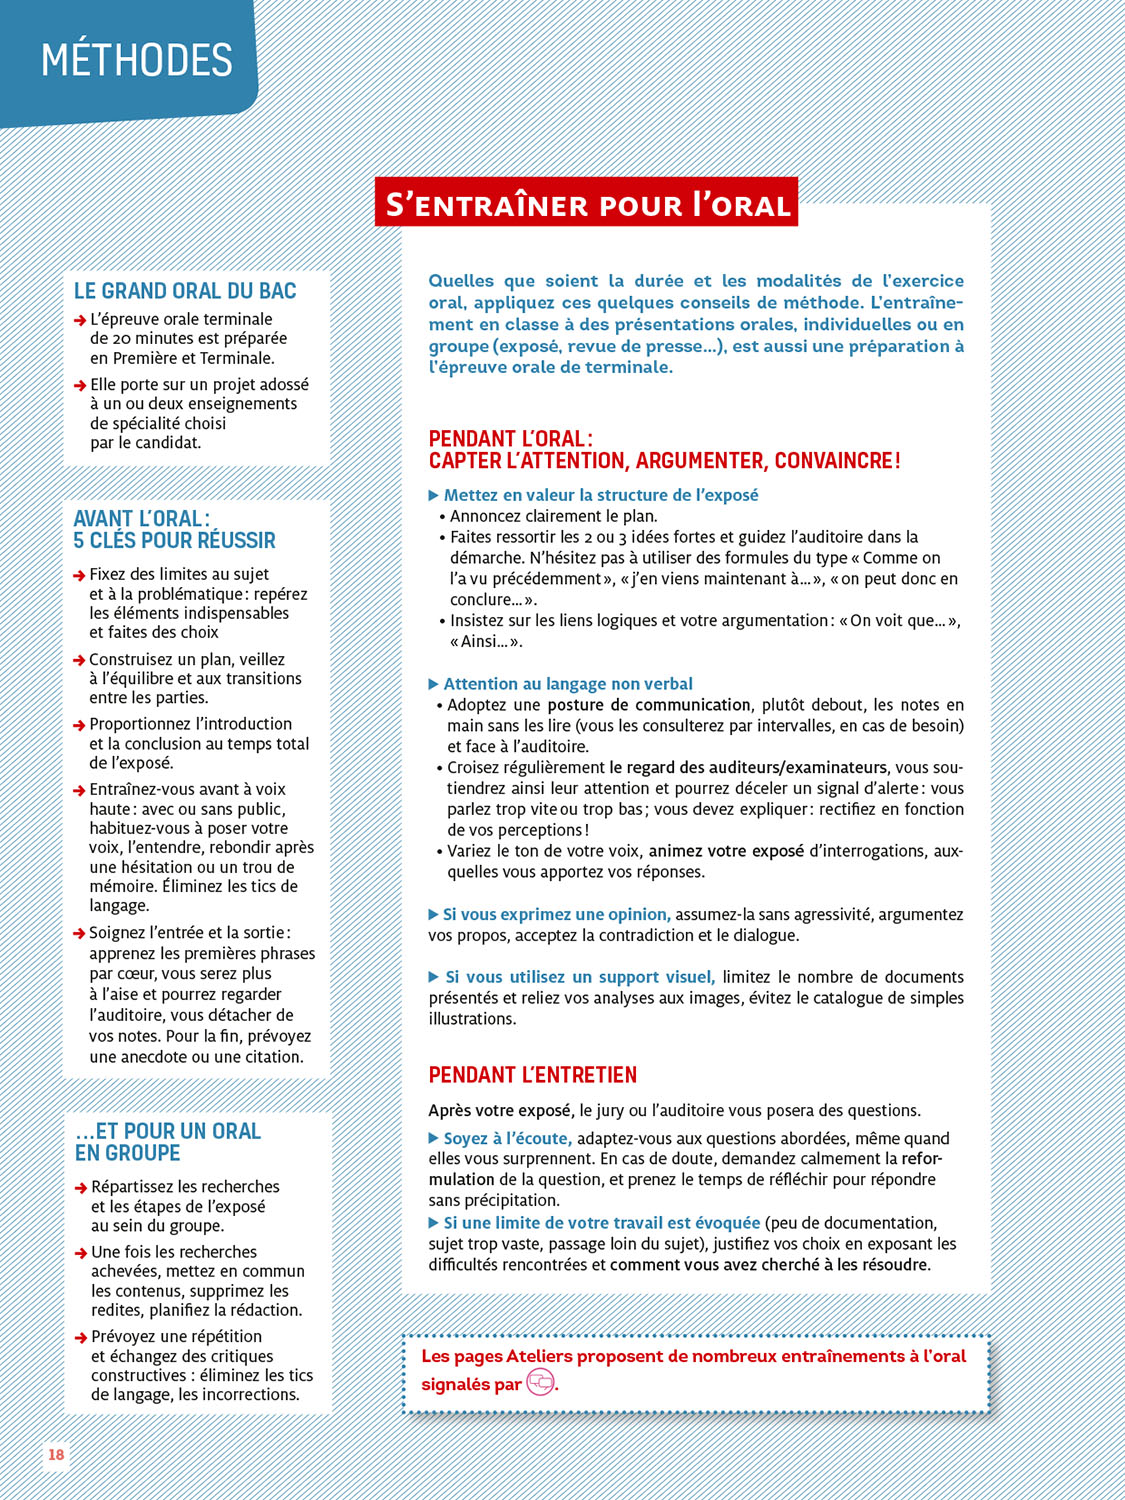 MÉTHODES
S'ENTRAÎNER POUR l'ORAL
LE GRAND ORAL DU BAC
➔ L'épreuve orale terminale
de 20 minutes est préparée
en Première et Terminale.
➔ Elle porte sur un projet adossé
à un ou deux enseignements
de spécialité choisi
par le candidat.
AVANT L'ORAL :
5 CLÉS POUR RÉUSSIR
➔ Fixez des limites au sujet
et à la problématique : repérez
les éléments indispensables
et faites des choix
➔ Construisez un plan, veillez
à l'équilibre et aux transitions
entre les parties.
➔ Proportionnez l'introduction
et la conclusion au temps total
de l'exposé.
➔ Entraînez-vous avant à voix
haute : avec ou sans public,
habituez-vous à poser votre
voix, l'entendre, rebondir après
une hésitation ou un trou de
mémoire. Éliminez les tics de
langage.
➔ Soignez l'entrée et la sortie :
apprenez les premières phrases
par cœur, vous serez plus
à l'aise et pourrez regarder
l'auditoire, vous détacher de
vos notes. Pour la fin, prévoyez
une anecdote ou une citation.
...ET POUR UN ORAL
EN GROUPE
➔ Répartissez les recherches
et les étapes de l'exposé
au sein du groupe.
➔ Une fois les recherches
achevées, mettez en commun
les contenus, supprimez les
redites, planifiez la rédaction.
➔ Prévoyez une répétition
et échangez des critiques
constructives : éliminez les tics
de langage, les incorrections.
Quelles que soient la durée et les modalités de l'exercice
oral, appliquez ces quelques conseils de méthode. L'entraîne-
ment en classe à des présentations orales, individuelles ou en
groupe (exposé, revue de presse...), est aussi une préparation à
l'épreuve orale de terminale.
PENDANT L'ORAL :
CAPTER L'ATTENTION, ARGUMENTER, CONVAINCRE !
▶ Mettez en valeur la structure de l'exposé
• Annoncez clairement le plan.
• Faites ressortir les 2 ou 3 idées fortes et guidez l'auditoire dans la
démarche. N'hésitez pas à utiliser des formules du type « Comme on
l'a vu précédemment », « j'en viens maintenant à... », « on peut donc en
conclure... ».
• Insistez sur les liens logiques et votre argumentation : « On voit que... »,
« Ainsi... ».
▶ Attention au langage non verbal
• Adoptez une posture de communication, plutôt debout, les notes en
main sans les lire (vous les consulterez par intervalles, en cas de besoin)
et face à l'auditoire.
• Croisez régulièrement le regard des auditeurs/examinateurs, vous sou-
tiendrez ainsi leur attention et pourrez déceler un signal d'alerte : vous
parlez trop vite ou trop bas ; vous devez expliquer : rectifiez en fonction
de vos perceptions !
• Variez le ton de votre voix, animez votre exposé d'interrogations, aux-
quelles vous apportez vos réponses.
▶ Si vous exprimez une opinion, assumez-la sans agressivité, argumentez
vos propos, acceptez la contradiction et le dialogue.
▶ Si vous utilisez un support visuel, limitez le nombre de documents
présentés et reliez vos analyses aux images, évitez le catalogue de simples
illustrations.
PENDANT L'ENTRETIEN
Après votre exposé, le jury ou l'auditoire vous posera des questions.
▶ Soyez à l'écoute, adaptez-vous aux questions abordées, même quand
elles vous surprennent. En cas de doute, demandez calmement la refor-
mulation de la question, et prenez le temps de réfléchir pour répondre
sans précipitation.
▶ Si une limite de votre travail est évoquée (peu de documentation,
sujet trop vaste, passage loin du sujet), justifiez vos choix en exposant les
difficultés rencontrées et comment vous avez cherché à les résoudre.
Les pages Ateliers proposent de nombreux entraînements à l'oral
signalés par .
18